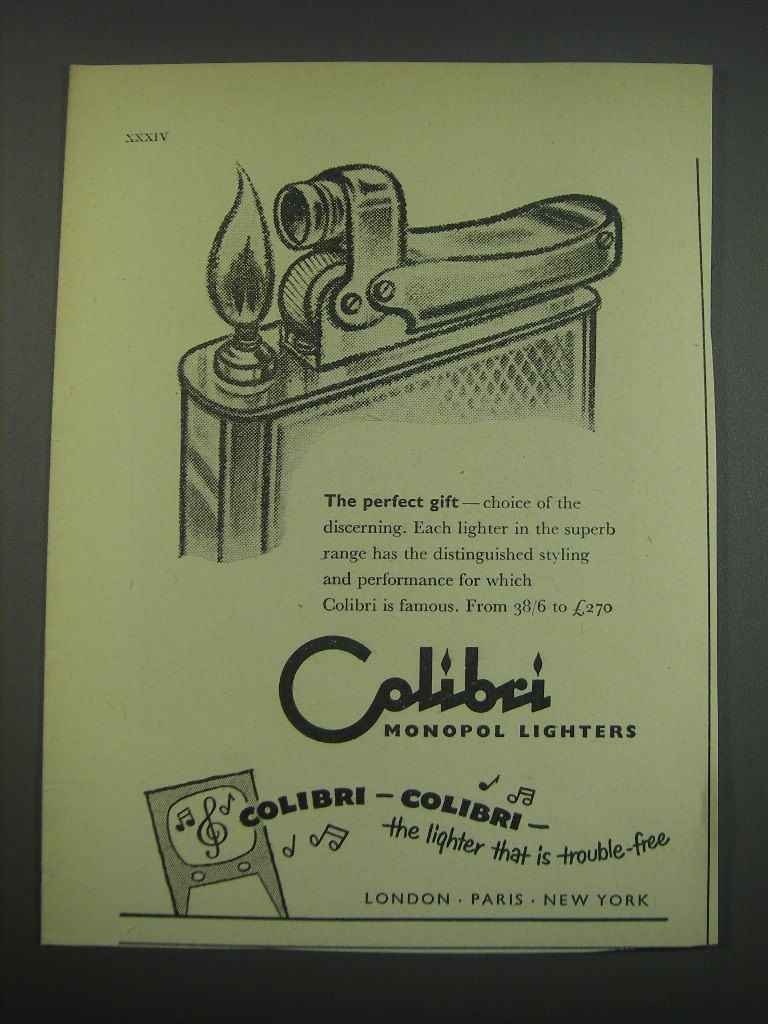 XXXIV
The perfect gift — choice of the
discerning. Each lighter in the superb
range has the distinguished styling
and performance for which
Colibri is famous. From 38/6 to £270
Colibri
MONOPOL LIGHTERS
COLIBRI – COLIBRI –
the lighter that is trouble-free
LONDON · PARIS · NEW YORK